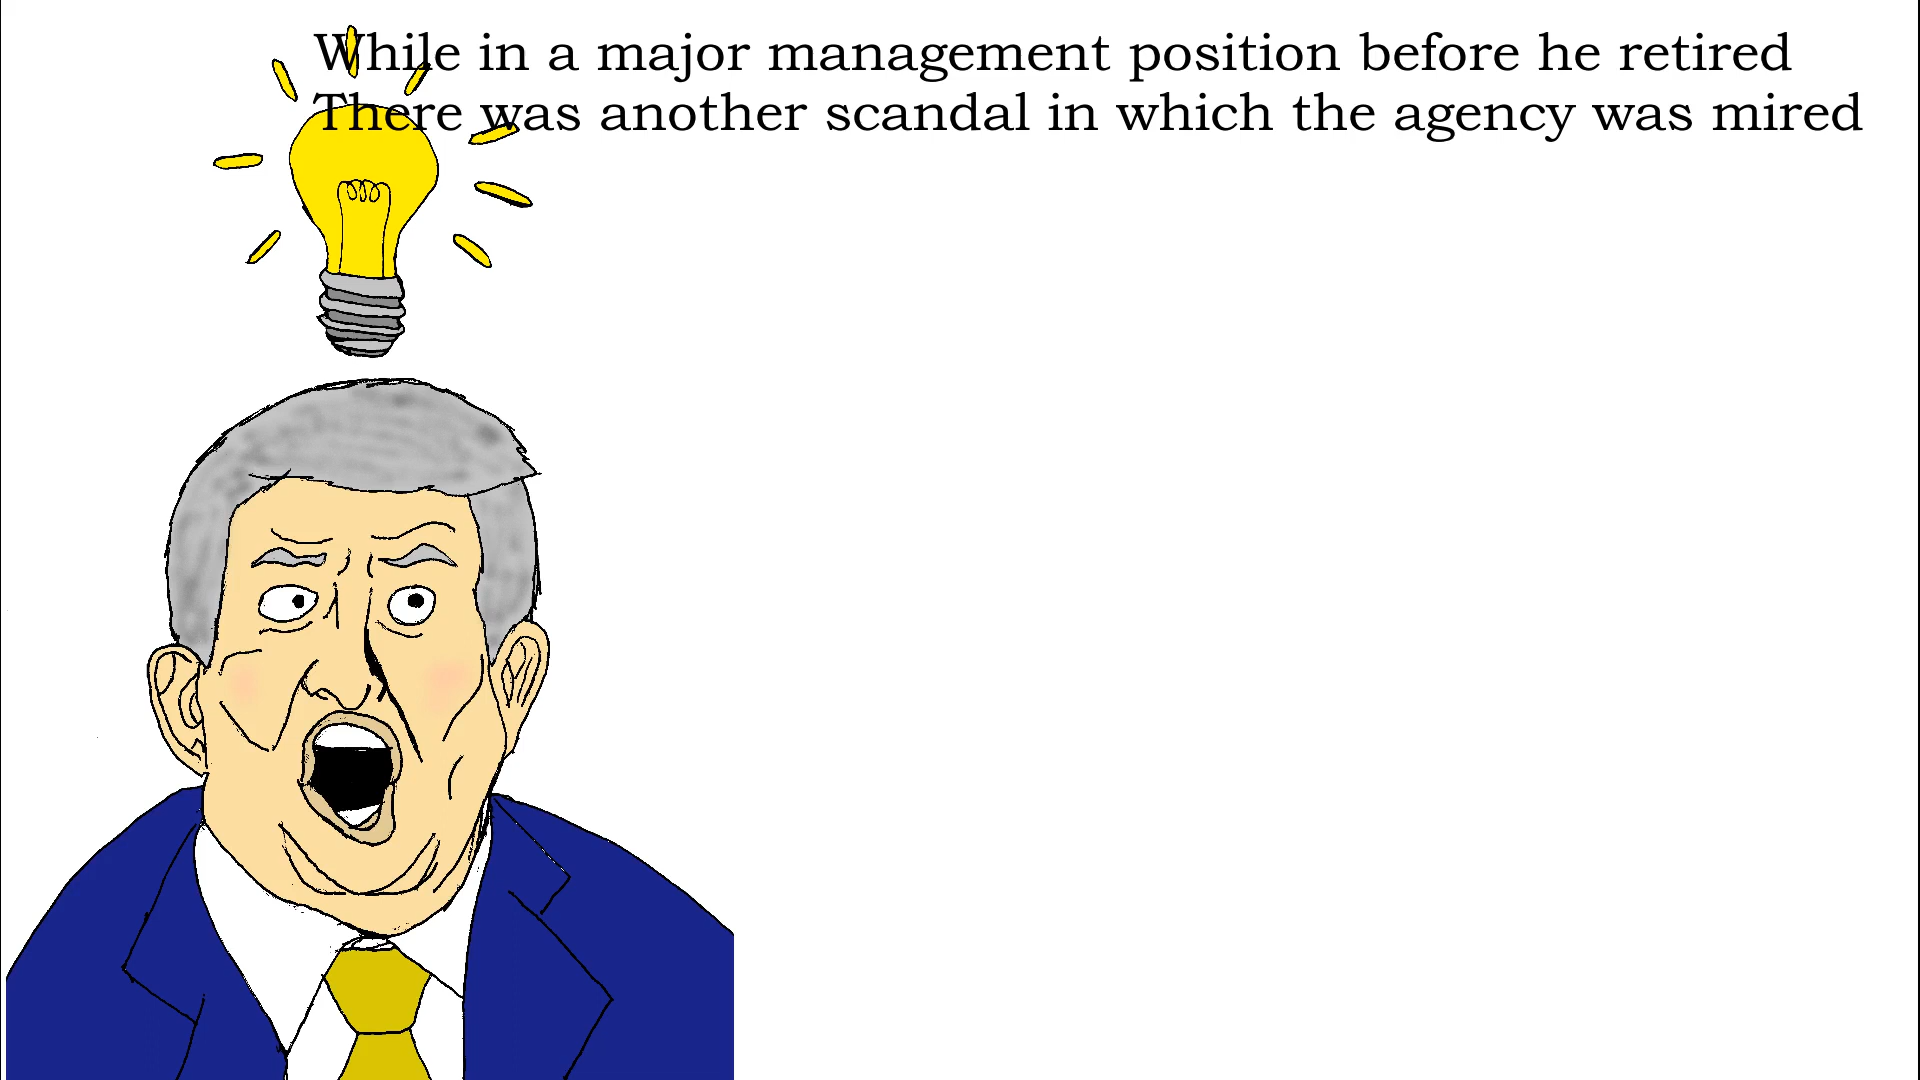 While in a major management position before he retired
There was another scandal in which the agency was mired